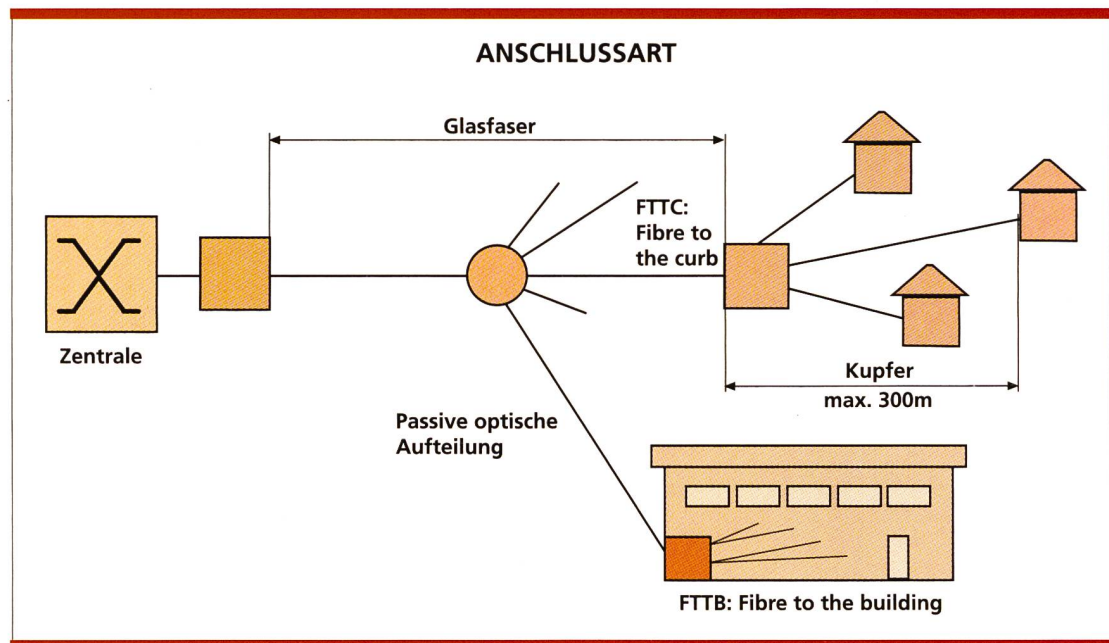 ANSCHLUSSART
Glasfaser
FTTC:
Fibre to
the curb
Zentrale
Kupfer
max. 300m
Passive optische
Aufteilung
FTTB: Fibre to the building